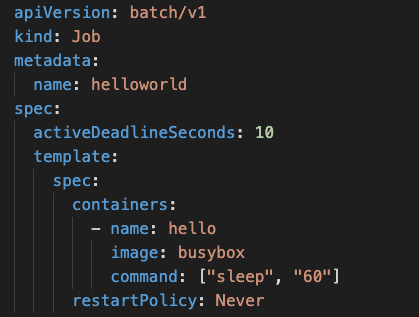 apiVersion: batch/v1
kind: Job
metadata:
  name: helloworld
spec:
  activeDeadlineSeconds: 10
  template:
    spec:
      containers:
        - name: hello
          image: busybox
          command: ["sleep", "60"]
      restartPolicy: Never